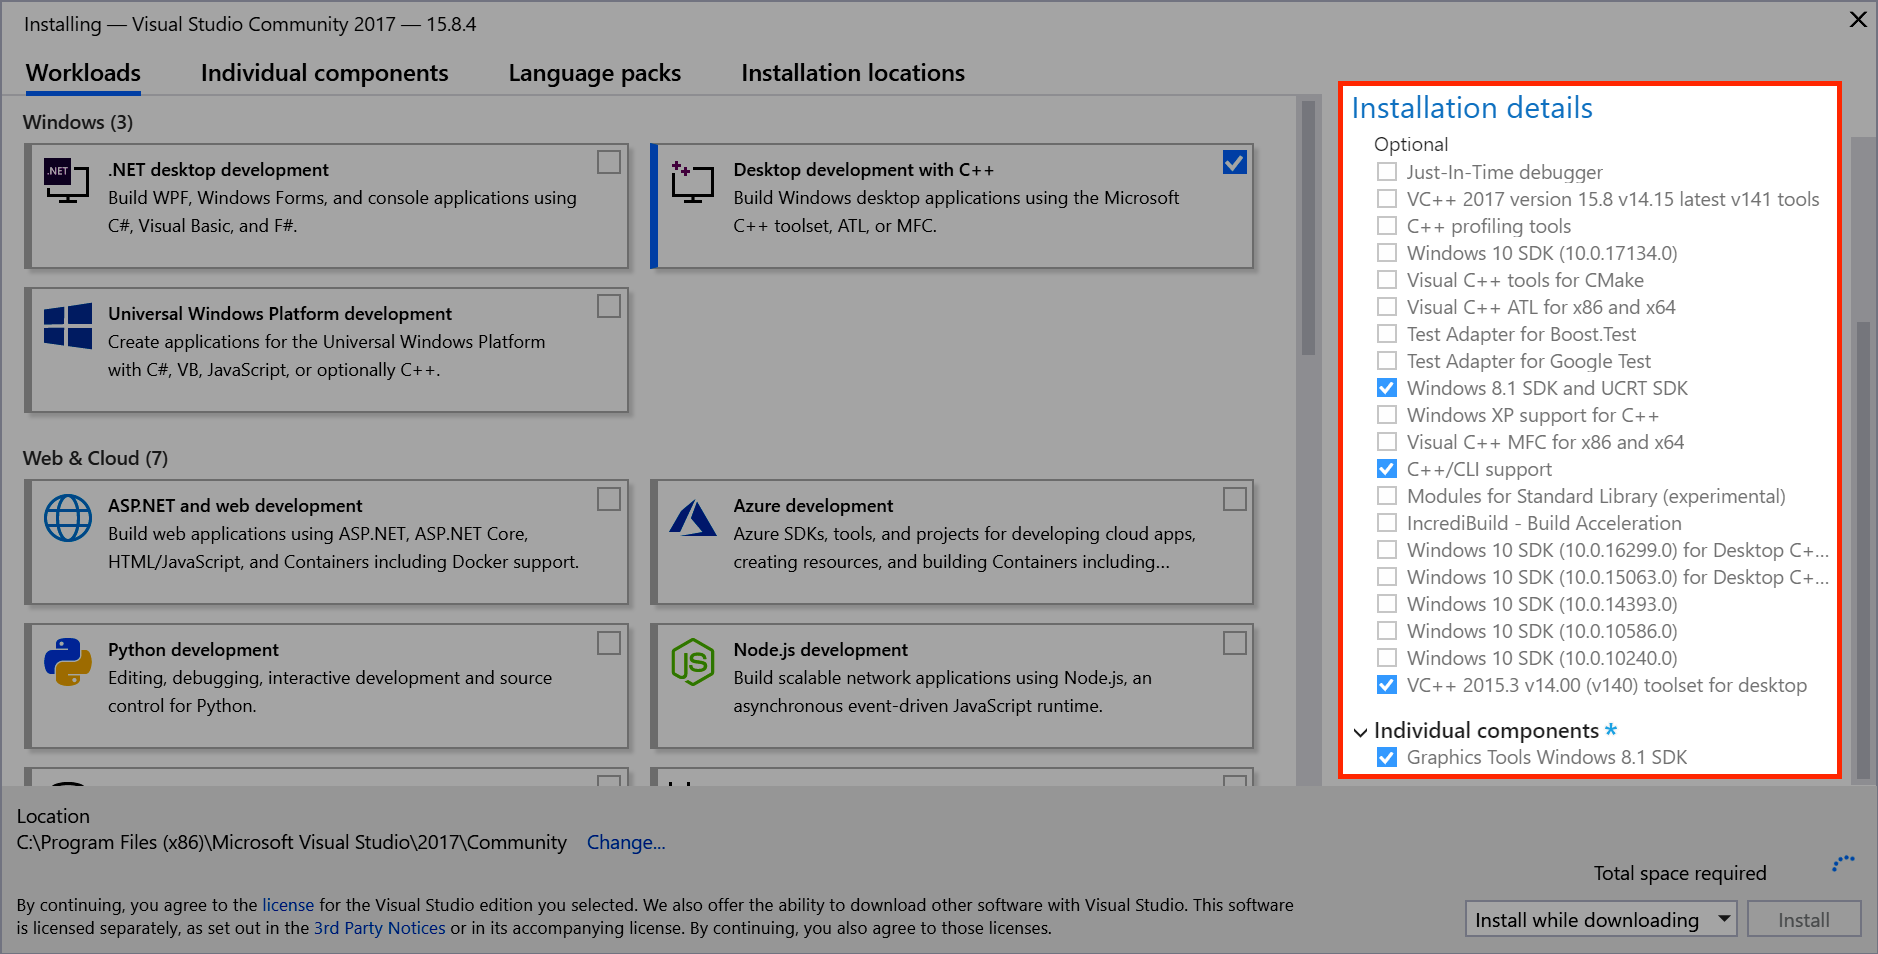 Installing — Visual Studio Community 2017 — 15.8.4
Workloads
Individual components
Language packs
Installation locations
Windows (3)
.NET
.NET desktop development
Build WPF, Windows Forms, and console applications using
C#, Visual Basic, and F#.
Desktop development with C++
Build Windows desktop applications using the Microsoft
C++ toolset, ATL, or MFC.
Universal Windows Platform development
Create applications for the Universal Windows Platform
with C#, VB, JavaScript, or optionally C++.
Web & Cloud (7)
ASP.NET and web development
Build web applications using ASP.NET, ASP.NET Core,
HTML/JavaScript, and Containers including Docker support.
Azure development
Azure SDKs, tools, and projects for developing cloud apps,
creating resources, and building Containers including...
Python development
Editing, debugging, interactive development and source
control for Python.
JS
Node.js development
Build scalable network applications using Node.js, an
asynchronous event-driven JavaScript runtime.
Installation details
Optional
Just-In-Time debugger
VC++ 2017 version 15.8 v14.15 latest v141 tools
C++ profiling tools
Windows 10 SDK (10.0.17134.0)
Visual C++ tools for CMake
Visual C++ ATL for x86 and x64
Test Adapter for Boost.Test
Test Adapter for Google Test
Windows 8.1 SDK and UCRT SDK
Windows XP support for C++
Visual C++ MFC for x86 and x64
C++/CLI support
Modules for Standard Library (experimental)
IncrediBuild - Build Acceleration
Windows 10 SDK (10.0.16299.0) for Desktop C+...
Windows 10 SDK (10.0.15063.0) for Desktop C+...
Windows 10 SDK (10.0.14393.0)
Windows 10 SDK (10.0.10586.0)
Windows 10 SDK (10.0.10240.0)
VC++ 2015.3 v14.00 (v140) toolset for desktop
Individual components *
Graphics Tools Windows 8.1 SDK
Location
C:\Program Files (x86)\Microsoft Visual Studio\2017\Community Change...
By continuing, you agree to the license for the Visual Studio edition you selected. We also offer the ability to download other software with Visual Studio. This software
is licensed separately, as set out in the 3rd Party Notices or in its accompanying license. By continuing, you also agree to those licenses.
Total space required
Install while downloading
Install